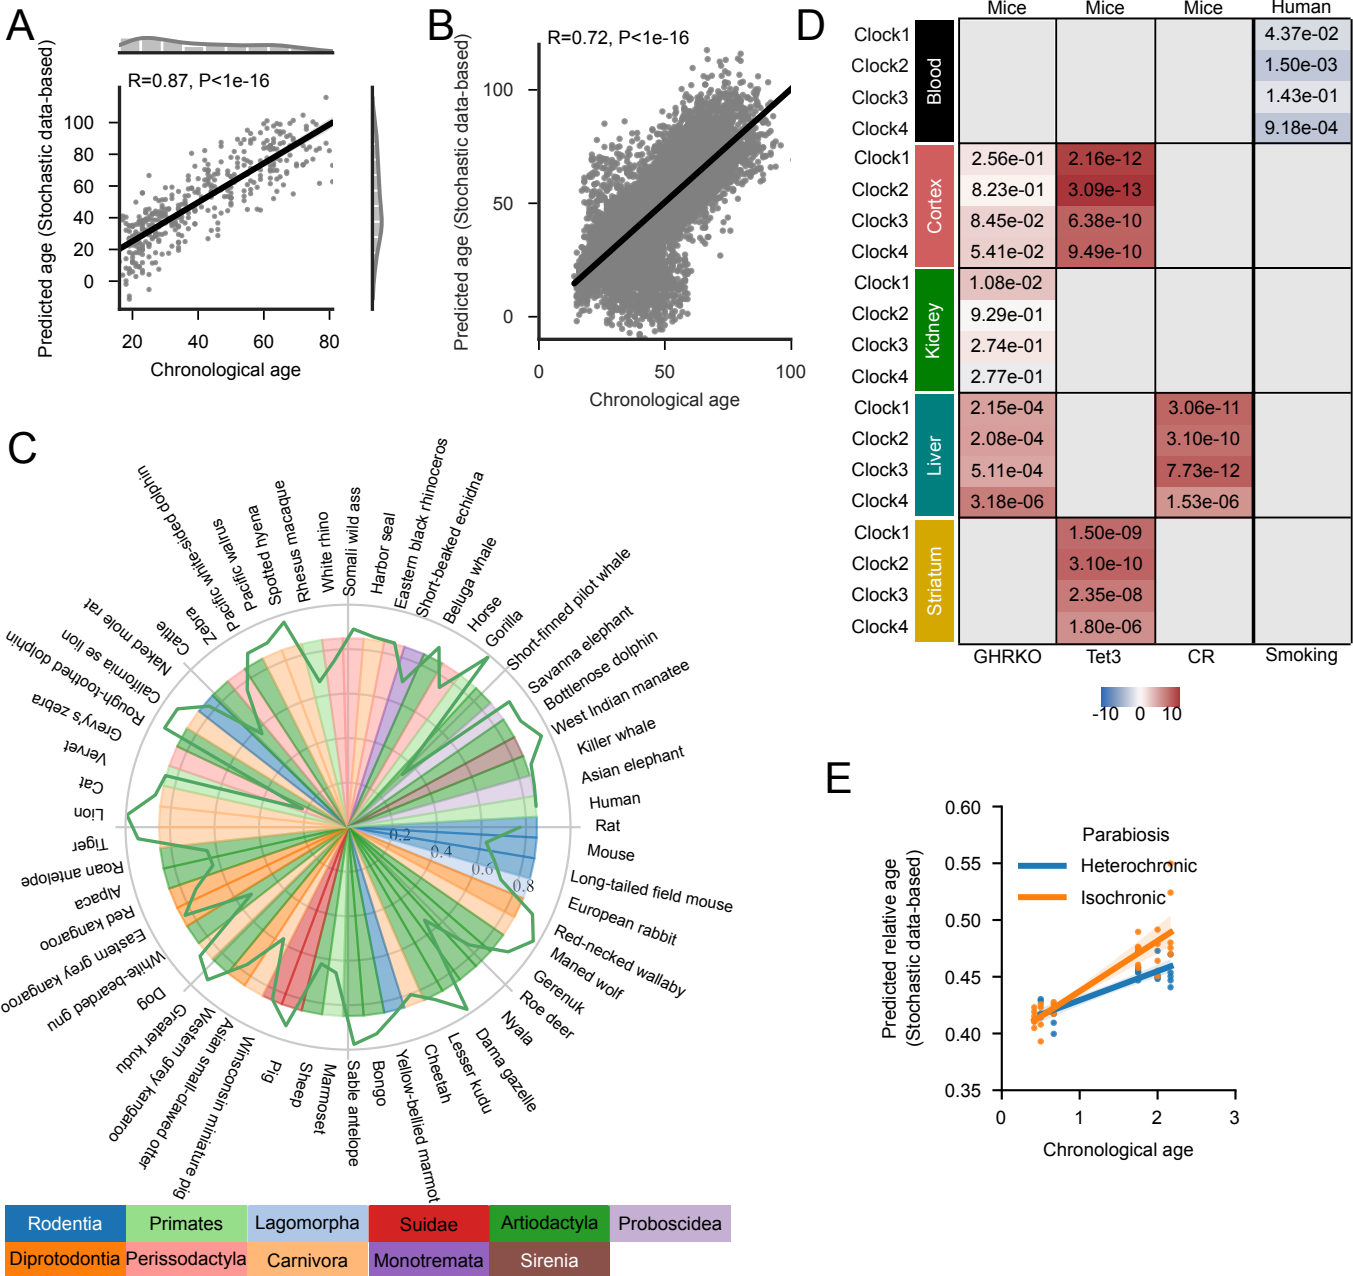 A
R=0.87, P<1e-16
Predicted age (Stochastic data-based)
100
80
60
40
20
0
20
40
60
80
Chronological age
B
R=0.72, P<1e-16
Predicted age (Stochastic data-based)
100
50
0
0
50
100
Chronological age
C
Somali wild ass
Harbor seal
Eastern black rhinoceros
Short-beaked echidna
Beluga whale
Horse
Gorilla
Short-finned pilot whale
Savanna elephant
Bottlenose dolphin
West Indian manatee
Killer whale
Asian elephant
Human
Rat
Mouse
Long-tailed field mouse
European rabbit
Red-necked wallaby
Maned wolf
Gerenuk
Roe deer
Nyala
Dama gazelle
Lesser kudu
Cheetah
Yellow-bellied marmot
Bongo
Sable antelope
Marmoset
Sheep
Pig
Winsconsin miniature pig
Asian small-clawed otter
Western grey kangaroo
Greater kudu
Dog
White-bearded gnu
Eastern grey kangaroo
Red kangaroo
Alpaca
Roan antelope
Tiger
Lion
Cat
Vervet
Grevy's zebra
Rough-toothed dolphin
California se lion
Naked mole rat
Cattle
Zebra
Pacific white-sided dolphin
Pacific walrus
Spotted hyena
Rhesus macaque
White rhino
0.2
0.4
0.6
0.8
Rodentia Primates Lagomorpha Suidae Artiodactyla Proboscidea
Diprotodontia Perissodactyla Carnivora Monotremata Sirenia
D
Mice Mice Mice Human
Blood
Clock1 4.37e-02
Clock2 1.50e-03
Clock3 1.43e-01
Clock4 9.18e-04
Cortex
Clock1 2.56e-01 2.16e-12
Clock2 8.23e-01 3.09e-13
Clock3 8.45e-02 6.38e-10
Clock4 5.41e-02 9.49e-10
Kidney
Clock1 1.08e-02
Clock2 9.29e-01
Clock3 2.74e-01
Clock4 2.77e-01
Liver
Clock1 2.15e-04 3.06e-11
Clock2 2.08e-04 3.10e-10
Clock3 5.11e-04 7.73e-12
Clock4 3.18e-06 1.53e-06
Striatum
Clock1 1.50e-09
Clock2 3.10e-10
Clock3 2.35e-08
Clock4 1.80e-06
GHRKO Tet3 CR Smoking
-10 0 10
E
Predicted relative age
(Stochastic data-based)
0.60
0.55
0.50
0.45
0.40
0.35
Parabiosis
Heterochronic
Isochronic
0 1 2 3
Chronological age